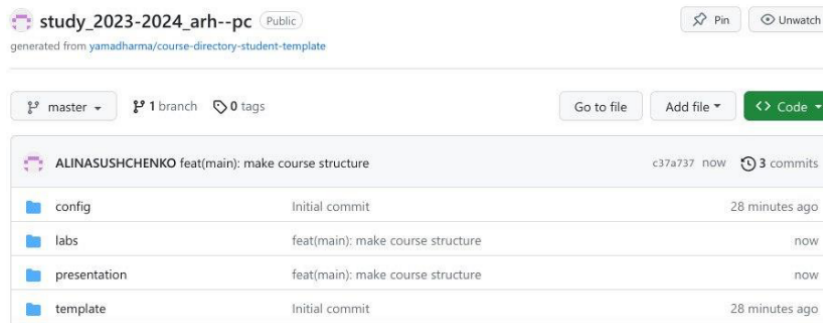 study_2023-2024_arh--pc Public Pin Unwatch
generated from yamadharma/course-directory-student-template
master 1 branch 0 tags Go to file Add file <> Code
ALINASUSHCHENKO feat(main): make course structure c37a737 now 3 commits
config Initial commit 28 minutes ago
labs feat(main): make course structure now
presentation feat(main): make course structure now
template Initial commit 28 minutes ago